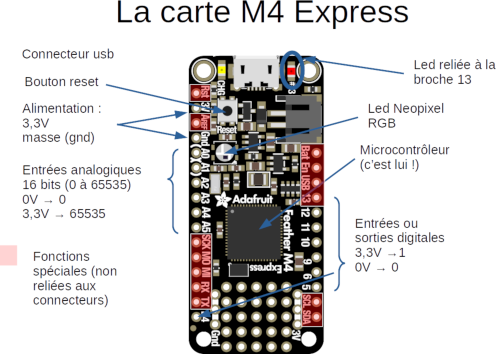 La carte M4 Express
Connecteur usb
Bouton reset
Alimentation :
3,3V
masse (gnd)
Entrées analogiques
16 bits (0 à 65535)
0V → 0
3,3V → 65535
Fonctions
spéciales (non
reliées aux
connecteurs)
Led reliée à la
broche 13
Led Neopixel
RGB
Microcontrôleur
(c'est lui !)
Entrées ou
sorties digitales
3,3V →1
0V → 0
CHG
Rst
3V
Aref
Gnd
A0
A1
A2
A3
A4
A5
SCK
MO
MI
RX
TX
Reset
Bat
En
USB
13
12
11
10
9
6
5
SCL
SDA
Adafruit
Feather M4
Express
Gnd
3V